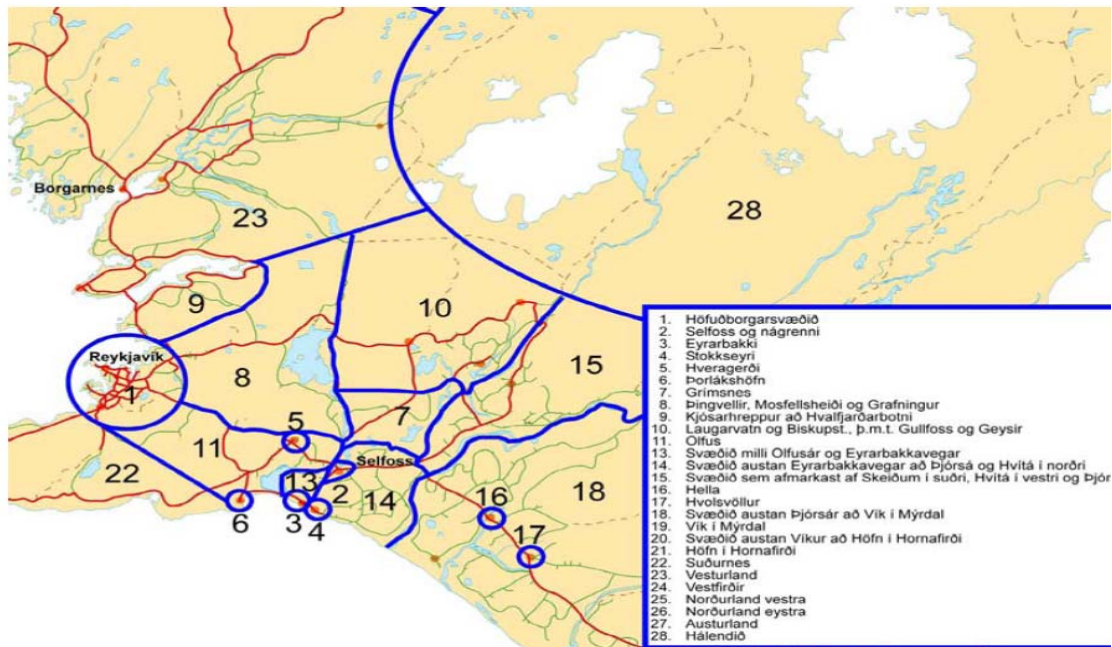 Borgarnes
23
28
9
10
Reykjavík
1
8
15
5
7
11
Selfoss
22
13
2
14
16
18
6
3
4
17
1. Höfuðborgarsvæðið
2. Selfoss og nágrenni
3. Eyrarbakki
4. Stokkseyri
5. Hveragerði
6. Þorlákshöfn
7. Grímsnes
8. Þingvellir, Mosfellsheiði og Grafningur
9. Kjósarhreppur að Hvalfjarðarbotni
10. Laugarvatn og Biskupst., þ.m.t. Gullfoss og Geysir
11. Ölfus
13. Svæðið milli Ölfusár og Eyrarbakkavegar
14. Svæðið austan Eyrarbakkavegar að Þjórsá og Hvítá í norðri
15. Svæðið sem afmarkast af Skeiðum í suðri, Hvítá í vestri og Þjór
16. Hella
17. Hvolsvöllur
18. Svæðið austan Þjórsár að Vík í Mýrdal
19. Vík í Mýrdal
20. Svæðið austan Víkur að Höfn í Hornafirði
21. Höfn í Hornafirði
22. Suðurnes
23. Vesturland
24. Vestfirðir
25. Norðurland vestra
26. Norðurland eystra
27. Austurland
28. Hálendið